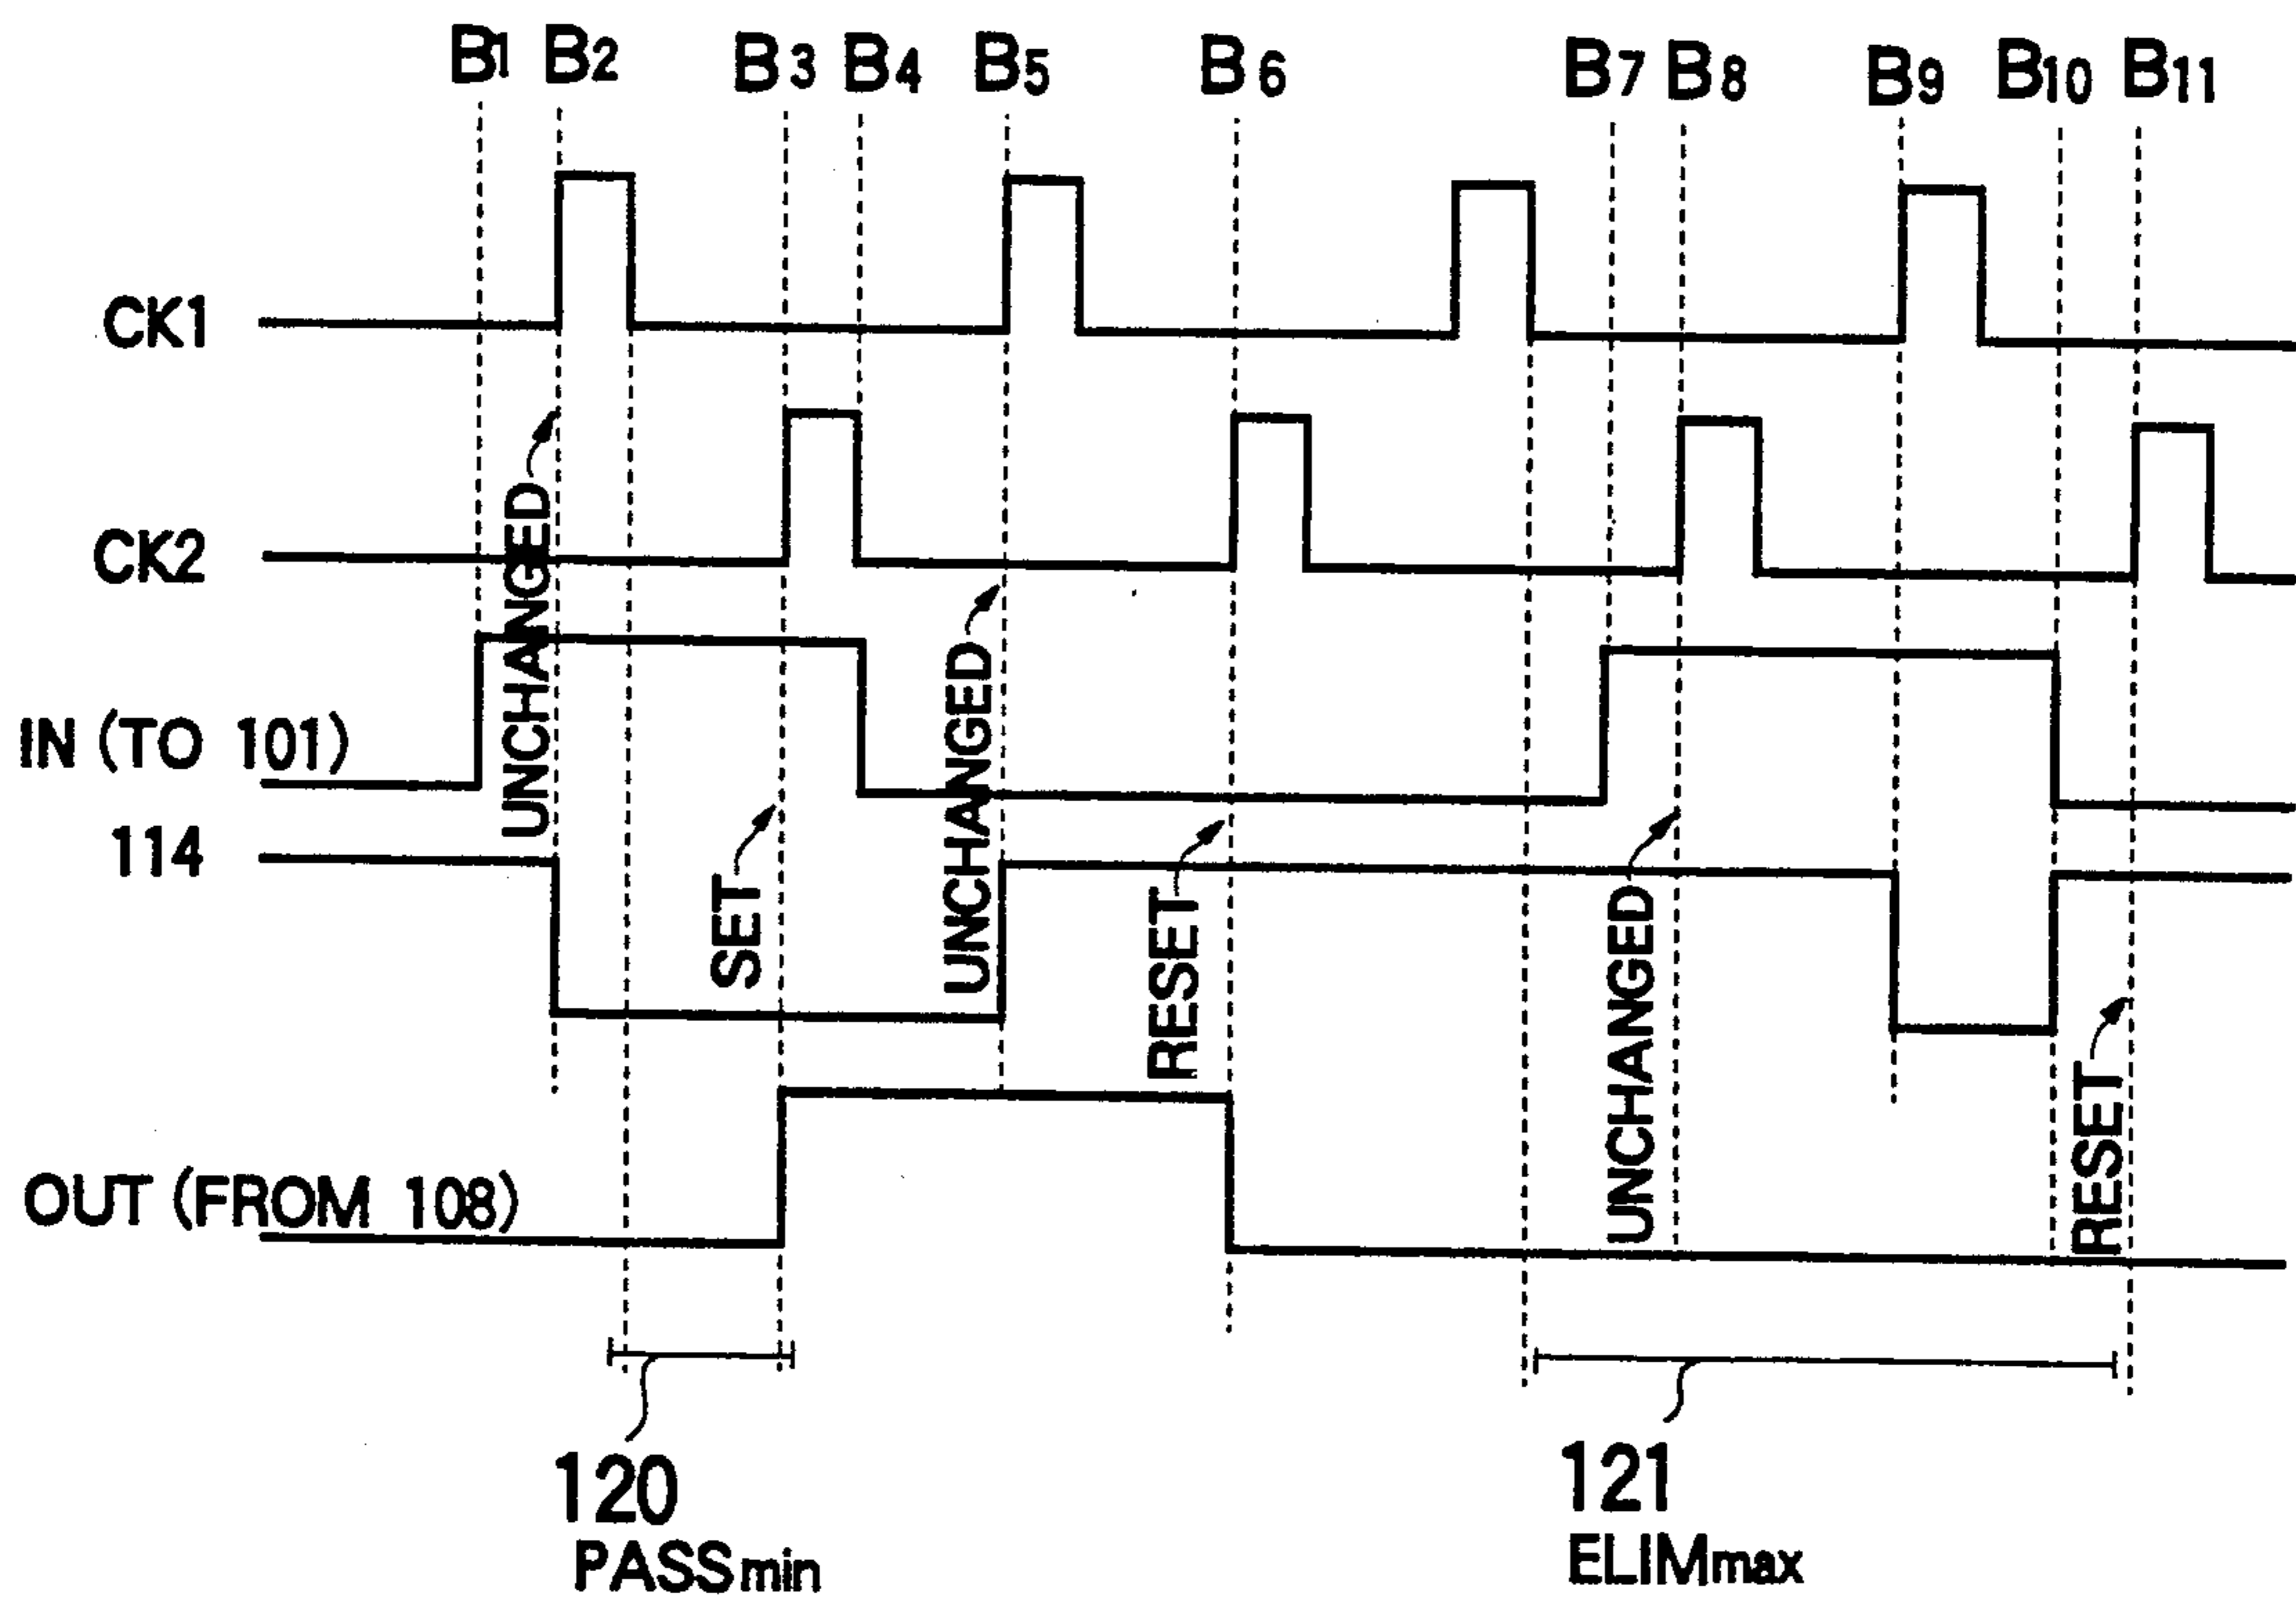 B1 B2 B3 B4 B5 B6 B7 B8 B9 B10 B11
CK1
CK2
IN (TO 101)
114
OUT (FROM 108)
UNCHANGED
SET
UNCHANGED
RESET
UNCHANGED
RESET
120
PASSmin
121
ELIMmax